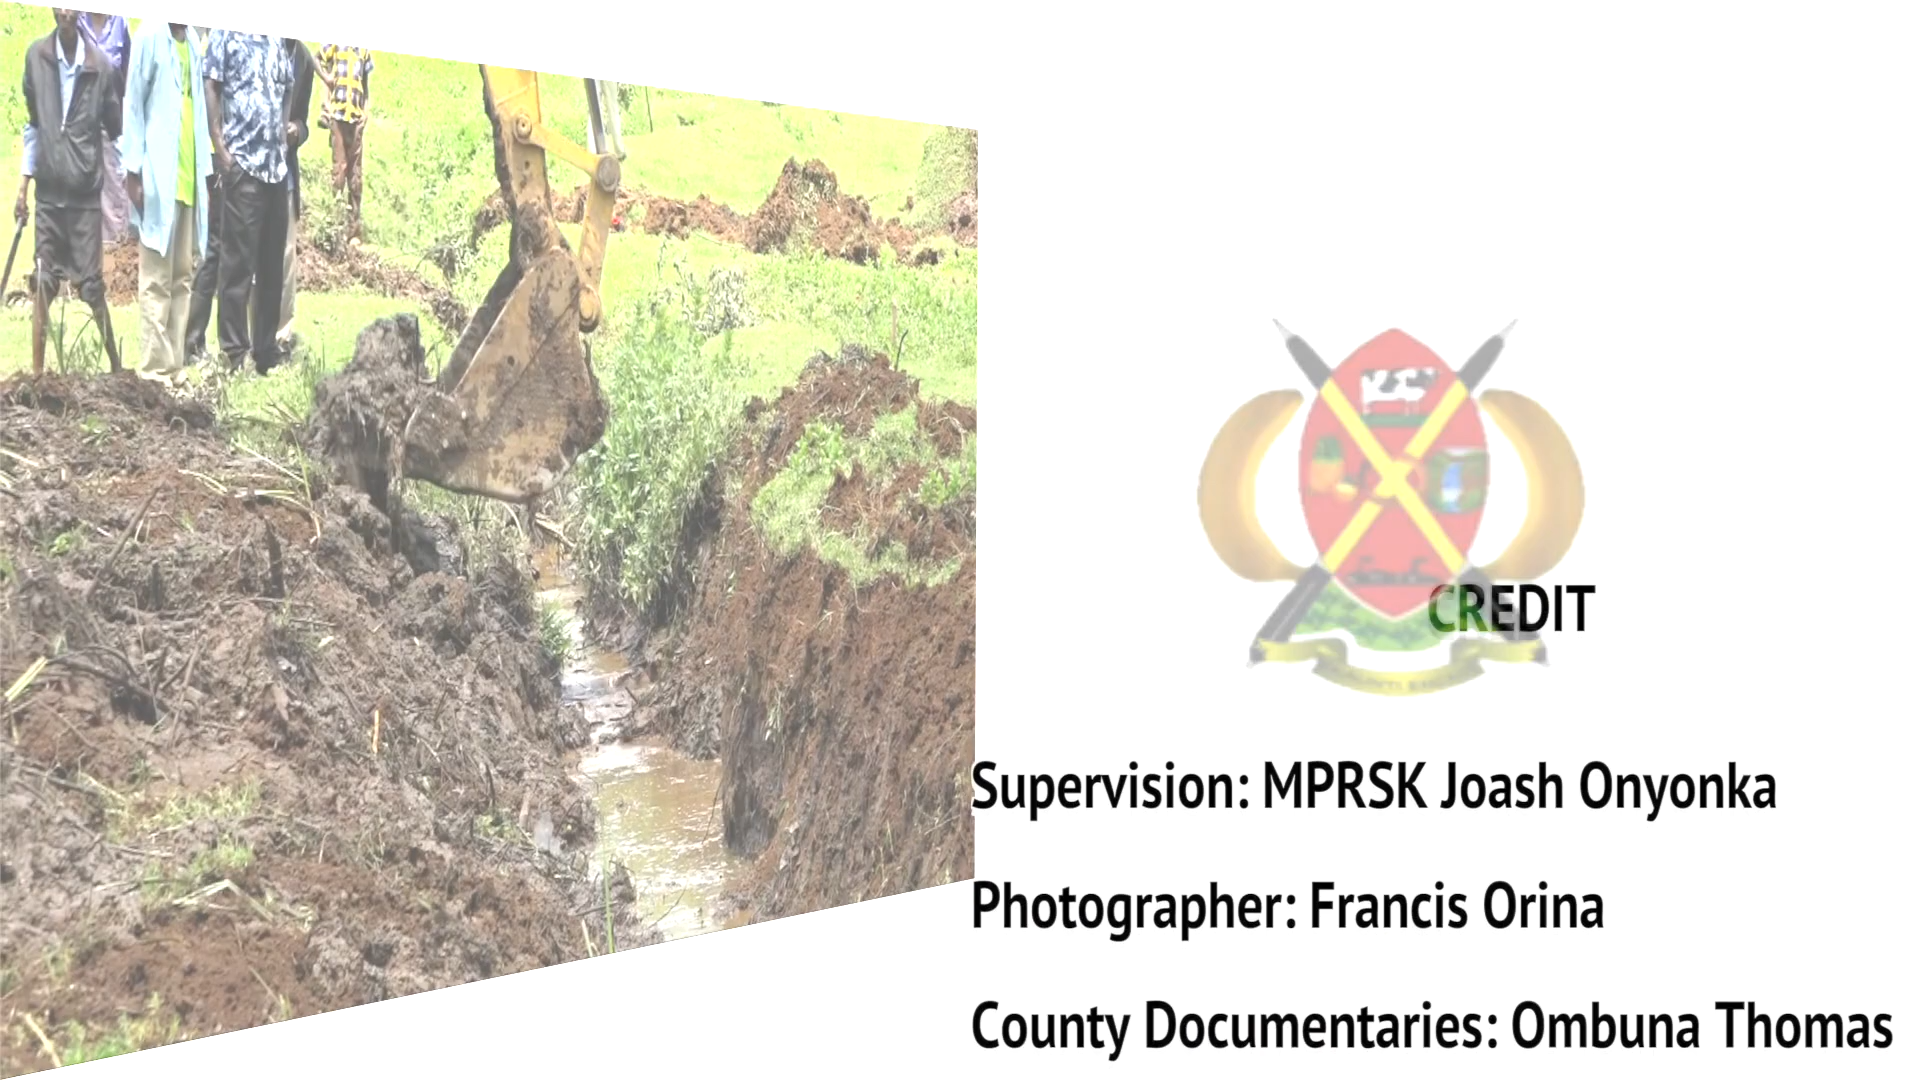 CREDIT
Supervision: MPRSK Joash Onyonka
Photographer: Francis Orina
County Documentaries: Ombuna Thomas